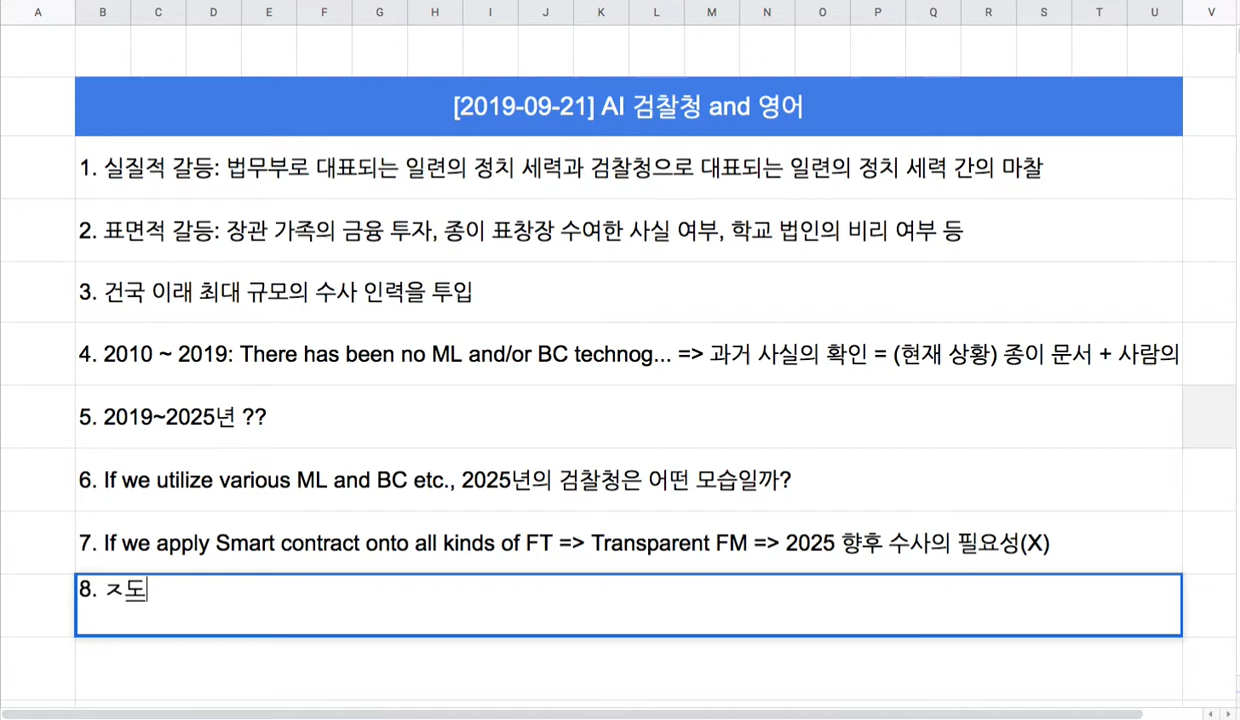 A B C D E F G H I J K L M N O P Q R S T U V
[2019-09-21] AI 검찰청 and 영어
1. 실질적 갈등: 법무부로 대표되는 일련의 정치 세력과 검찰청으로 대표되는 일련의 정치 세력 간의 마찰
2. 표면적 갈등: 장관 가족의 금융 투자, 종이 표창장 수여한 사실 여부, 학교 법인의 비리 여부 등
3. 건국 이래 최대 규모의 수사 인력을 투입
4. 2010 ~ 2019: There has been no ML and/or BC technog... => 과거 사실의 확인 = (현재 상황) 종이 문서 + 사람의
5. 2019~2025년 ??
6. If we utilize various ML and BC etc., 2025년의 검찰청은 어떤 모습일까?
7. If we apply Smart contract onto all kinds of FT => Transparent FM => 2025 향후 수사의 필요성(X)
8. ㅈ도